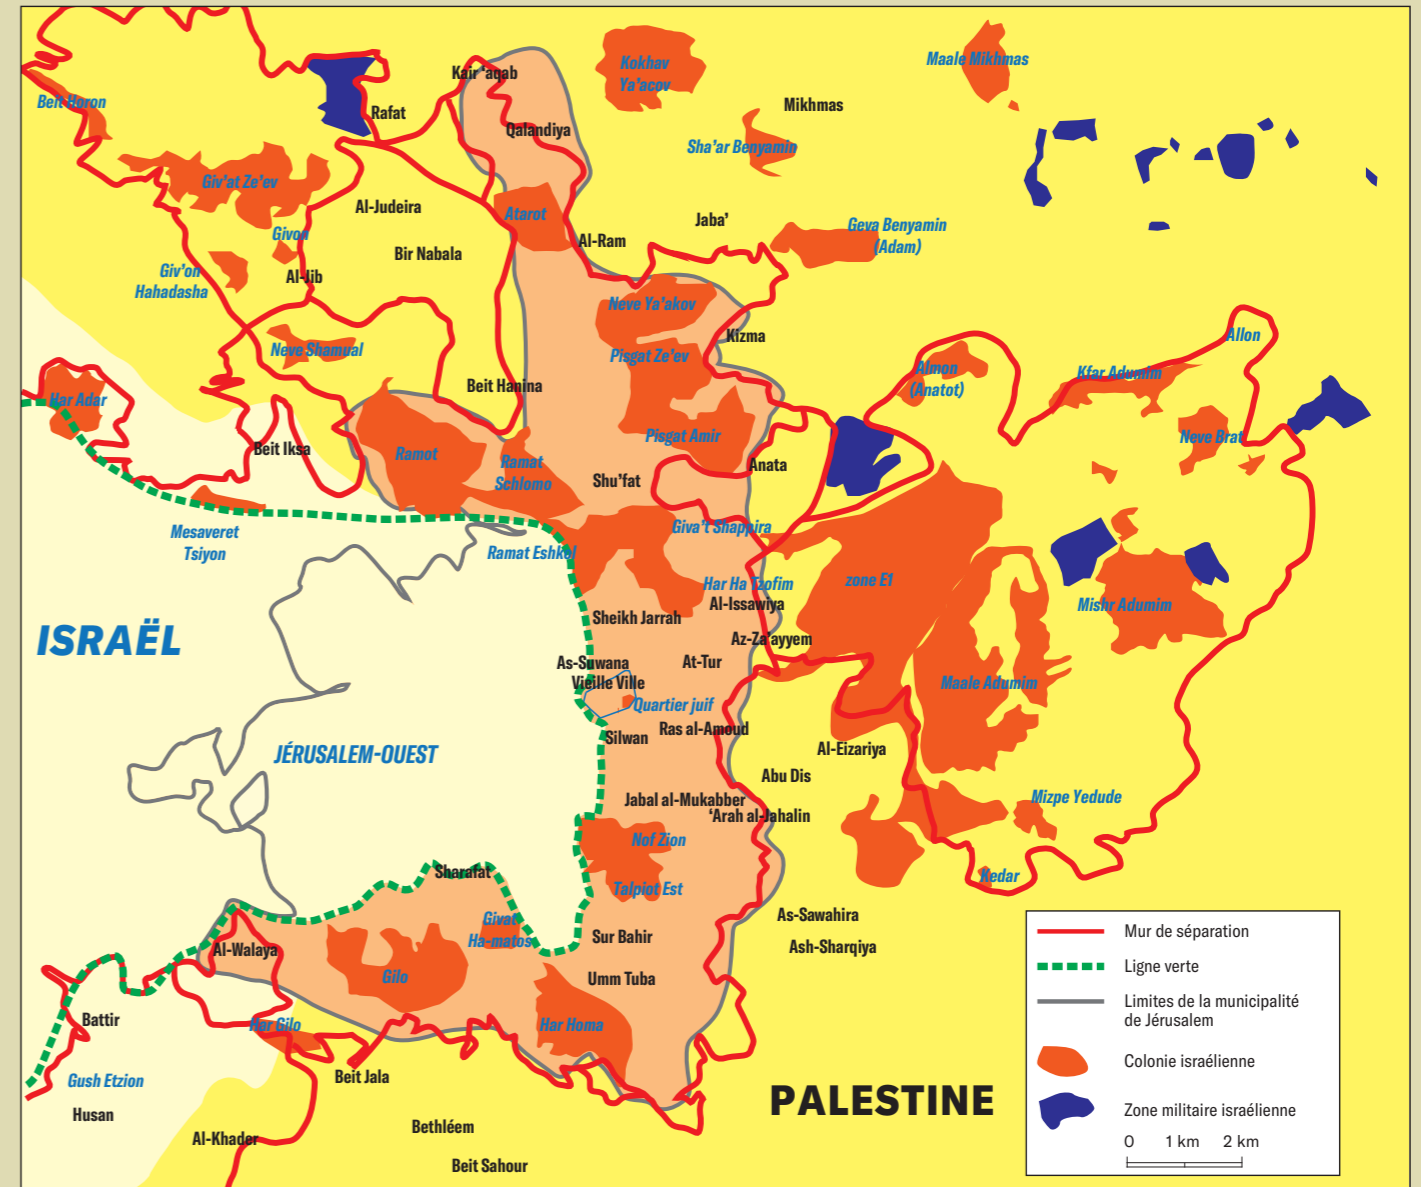 Kokhav
Ya'acov
Maale Mikhmas
Kair 'aqab
Beit Horon
Rafat
Mikhmas
Qalandiya
Sha'ar Benyamin
Giv'at Ze'ev
Al-Judeira
Atarot
Jaba'
Geva Benyamin
(Adam)
Givon
Al-Ram
Bir Nabala
Giv'on
Hahadasha
Al-Jib
Neve Ya'akov
Kizma
Allon
Neve Shamual
Pisgat Ze'ev
Almon
(Anatot)
Kfar Adumim
Beit Hanina
Har Adar
Pisgat Amir
Neve Brat
Beit Iksa
Ramot
Ramat
Schlomo
Anata
Shu'fat
Mesaveret
Tsiyon
Giva't Shappira
Ramat Eshkol
zone E1
Har Ha Tzofim
Al-Issawiya
Mishr Adumim
Sheikh Jarrah
ISRAËL
Az-Za'ayyem
As-Suwana
At-Tur
Vieille Ville
Maale Adumim
Quartier juif
Ras al-Amoud
Silwan
JÉRUSALEM-OUEST
Al-Eizariya
Abu Dis
Jabal al-Mukabber
Mizpe Yedude
'Arah al-Jahalin
Nof Zion
Sharafat
Kedar
Talpiot Est
Givat
Ha-matos
As-Sawahira
Sur Bahir
Ash-Sharqiya
Al-Walaya
Gilo
Umm Tuba
Battir
Har Gilo
Har Homa
Beit Jala
Gush Etzion
Husan
PALESTINE
Bethléem
Al-Khader
Beit Sahour
Mur de séparation
Ligne verte
Limites de la municipalité
de Jérusalem
Colonie israélienne
Zone militaire israélienne
0 1 km 2 km